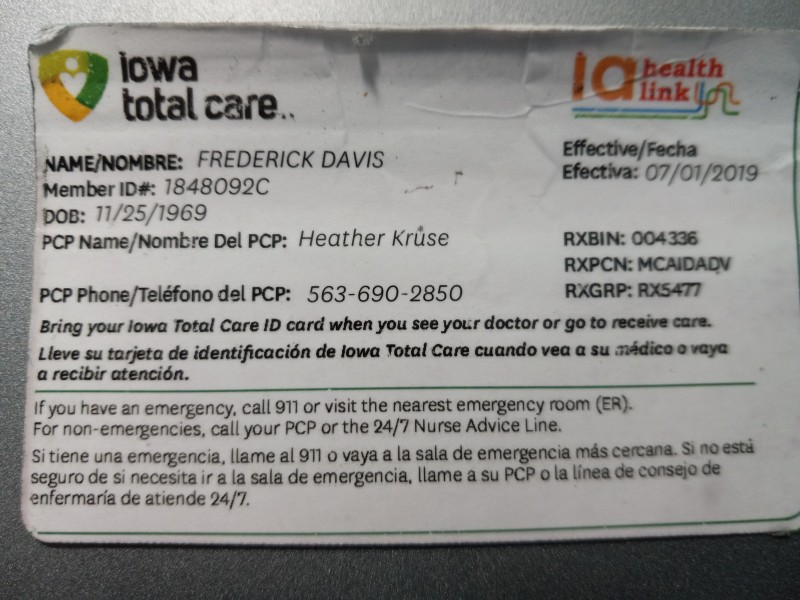 iowa
total care..
ia health
link
NAME/NOMBRE: FREDERICK DAVIS
Member ID#: 1848092C
DOB: 11/25/1969
PCP Name/Nombre Del PCP: Heather Kruse
PCP Phone/Teléfono del PCP: 563-690-2850
Effective/Fecha
Efectiva: 07/01/2019
RXBIN: 004336
RXPCN: MCAIDADV
RXGRP: RX5477
Bring your Iowa Total Care ID card when you see your doctor or go to receive care.
Lleve su tarjeta de identificación de Iowa Total Care cuando vea a su médico o vaya
a recibir atención.
If you have an emergency, call 911 or visit the nearest emergency room (ER).
For non-emergencies, call your PCP or the 24/7 Nurse Advice Line.
Si tiene una emergencia, llame al 911 o vaya a la sala de emergencia más cercana. Si no está
seguro de si necesita ir a la sala de emergencia, llame a su PCP o la línea de consejo de
enfermaría de atiende 24/7.